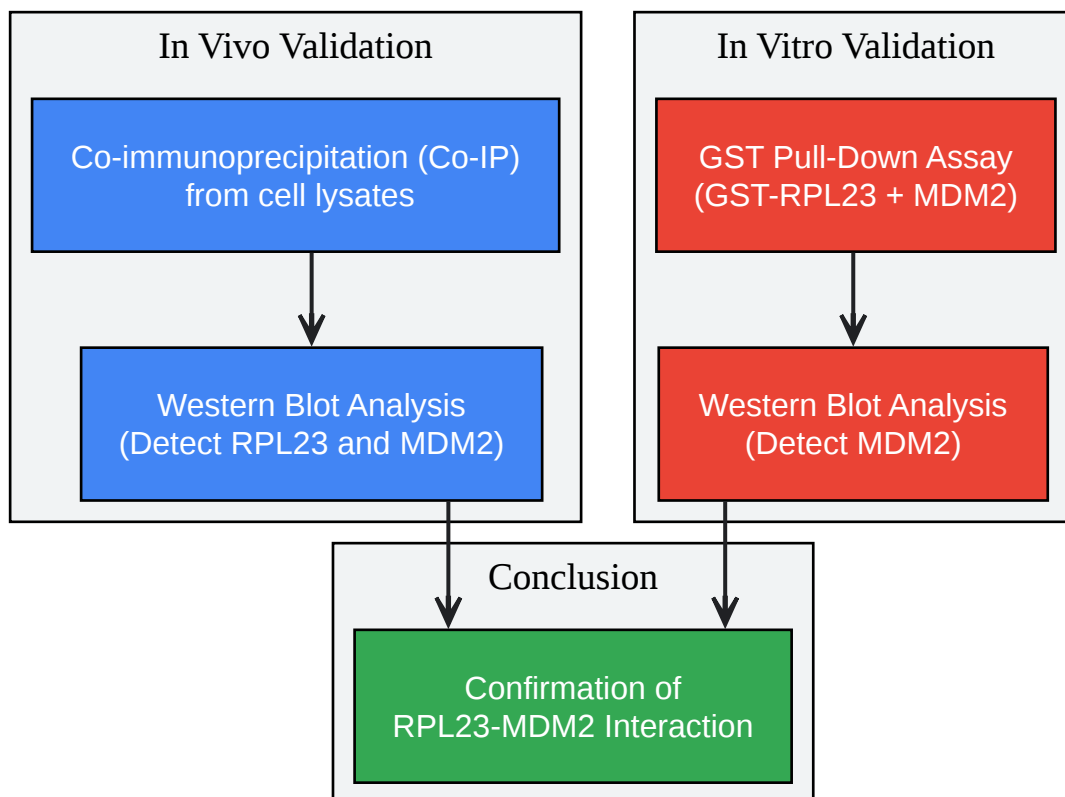 In Vivo Validation
Co-immunoprecipitation (Co-IP)
from cell lysates
Western Blot Analysis
(Detect RPL23 and MDM2)
In Vitro Validation
GST Pull-Down Assay
(GST-RPL23 + MDM2)
Western Blot Analysis
(Detect MDM2)
Conclusion
Confirmation of
RPL23-MDM2 Interaction